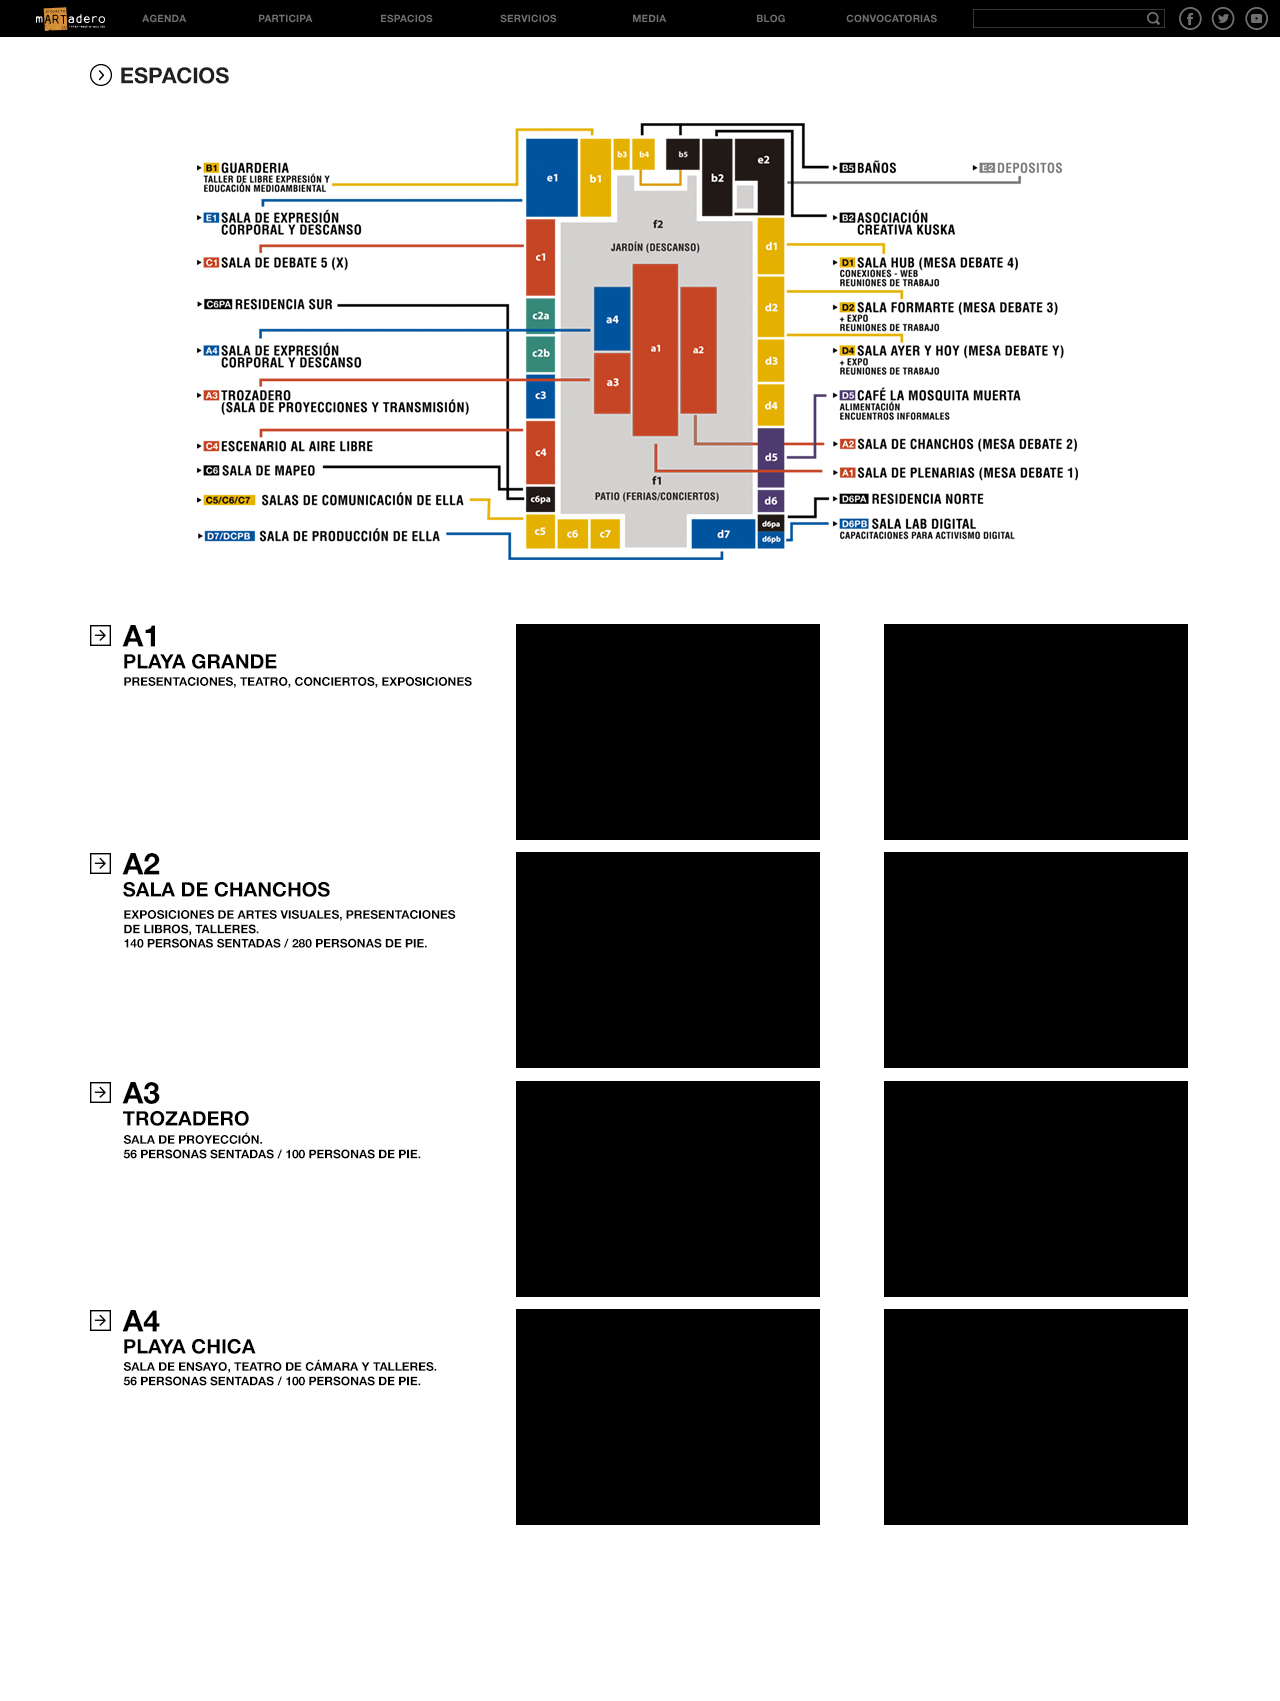 proyecto
mARTadero
AGENDA
PARTICIPA
ESPACIOS
SERVICIOS
MEDIA
BLOG
CONVOCATORIAS
ESPACIOS
B1 GUARDERIA
TALLER DE LIBRE EXPRESIÓN Y
EDUCACIÓN MEDIOAMBIENTAL
E1 SALA DE EXPRESIÓN
CORPORAL Y DESCANSO
C1 SALA DE DEBATE 5 (X)
C6PA RESIDENCIA SUR
A4 SALA DE EXPRESIÓN
CORPORAL Y DESCANSO
A3 TROZADERO
(SALA DE PROYECCIONES Y TRANSMISIÓN)
C4 ESCENARIO AL AIRE LIBRE
C6 SALA DE MAPEO
C5/C6/C7 SALAS DE COMUNICACIÓN DE ELLA
D7/DCPB SALA DE PRODUCCIÓN DE ELLA
e1
b1
b3
b4
b5
b2
e2
f2
JARDÍN (DESCANSO)
c1
c2a
c2b
c3
c4
c6pa
c5
c6
c7
a4
a3
a1
a2
d1
d2
d3
d4
d5
d6
d6pa
d6pb
d7
f1
PATIO (FERIAS/CONCIERTOS)
B5 BAÑOS
E2 DEPOSITOS
B2 ASOCIACIÓN
CREATIVA KUSKA
D1 SALA HUB (MESA DEBATE 4)
CONEXIONES - WEB
REUNIONES DE TRABAJO
D2 SALA FORMARTE (MESA DEBATE 3)
+ EXPO
REUNIONES DE TRABAJO
D4 SALA AYER Y HOY (MESA DEBATE Y)
+ EXPO
REUNIONES DE TRABAJO
D5 CAFÉ LA MOSQUITA MUERTA
ALIMENTACIÓN
ENCUENTROS INFORMALES
A2 SALA DE CHANCHOS (MESA DEBATE 2)
A1 SALA DE PLENARIAS (MESA DEBATE 1)
D6PA RESIDENCIA NORTE
D6PB SALA LAB DIGITAL
CAPACITACIONES PARA ACTIVISMO DIGITAL
A1
PLAYA GRANDE
PRESENTACIONES, TEATRO, CONCIERTOS, EXPOSICIONES
A2
SALA DE CHANCHOS
EXPOSICIONES DE ARTES VISUALES, PRESENTACIONES
DE LIBROS, TALLERES.
140 PERSONAS SENTADAS / 280 PERSONAS DE PIE.
A3
TROZADERO
SALA DE PROYECCIÓN.
56 PERSONAS SENTADAS / 100 PERSONAS DE PIE.
A4
PLAYA CHICA
SALA DE ENSAYO, TEATRO DE CÁMARA Y TALLERES.
56 PERSONAS SENTADAS / 100 PERSONAS DE PIE.